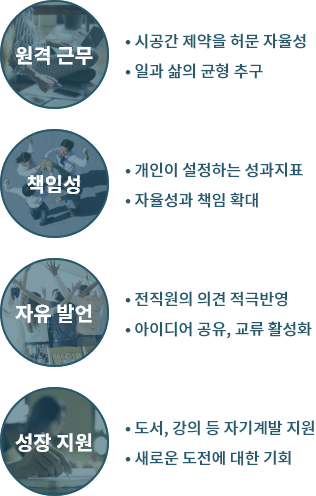 원격 근무
• 시공간 제약을 허문 자율성
• 일과 삶의 균형 추구
책임성
• 개인이 설정하는 성과지표
• 자율성과 책임 확대
자유 발언
• 전직원의 의견 적극반영
• 아이디어 공유, 교류 활성화
성장 지원
• 도서, 강의 등 자기계발 지원
• 새로운 도전에 대한 기회